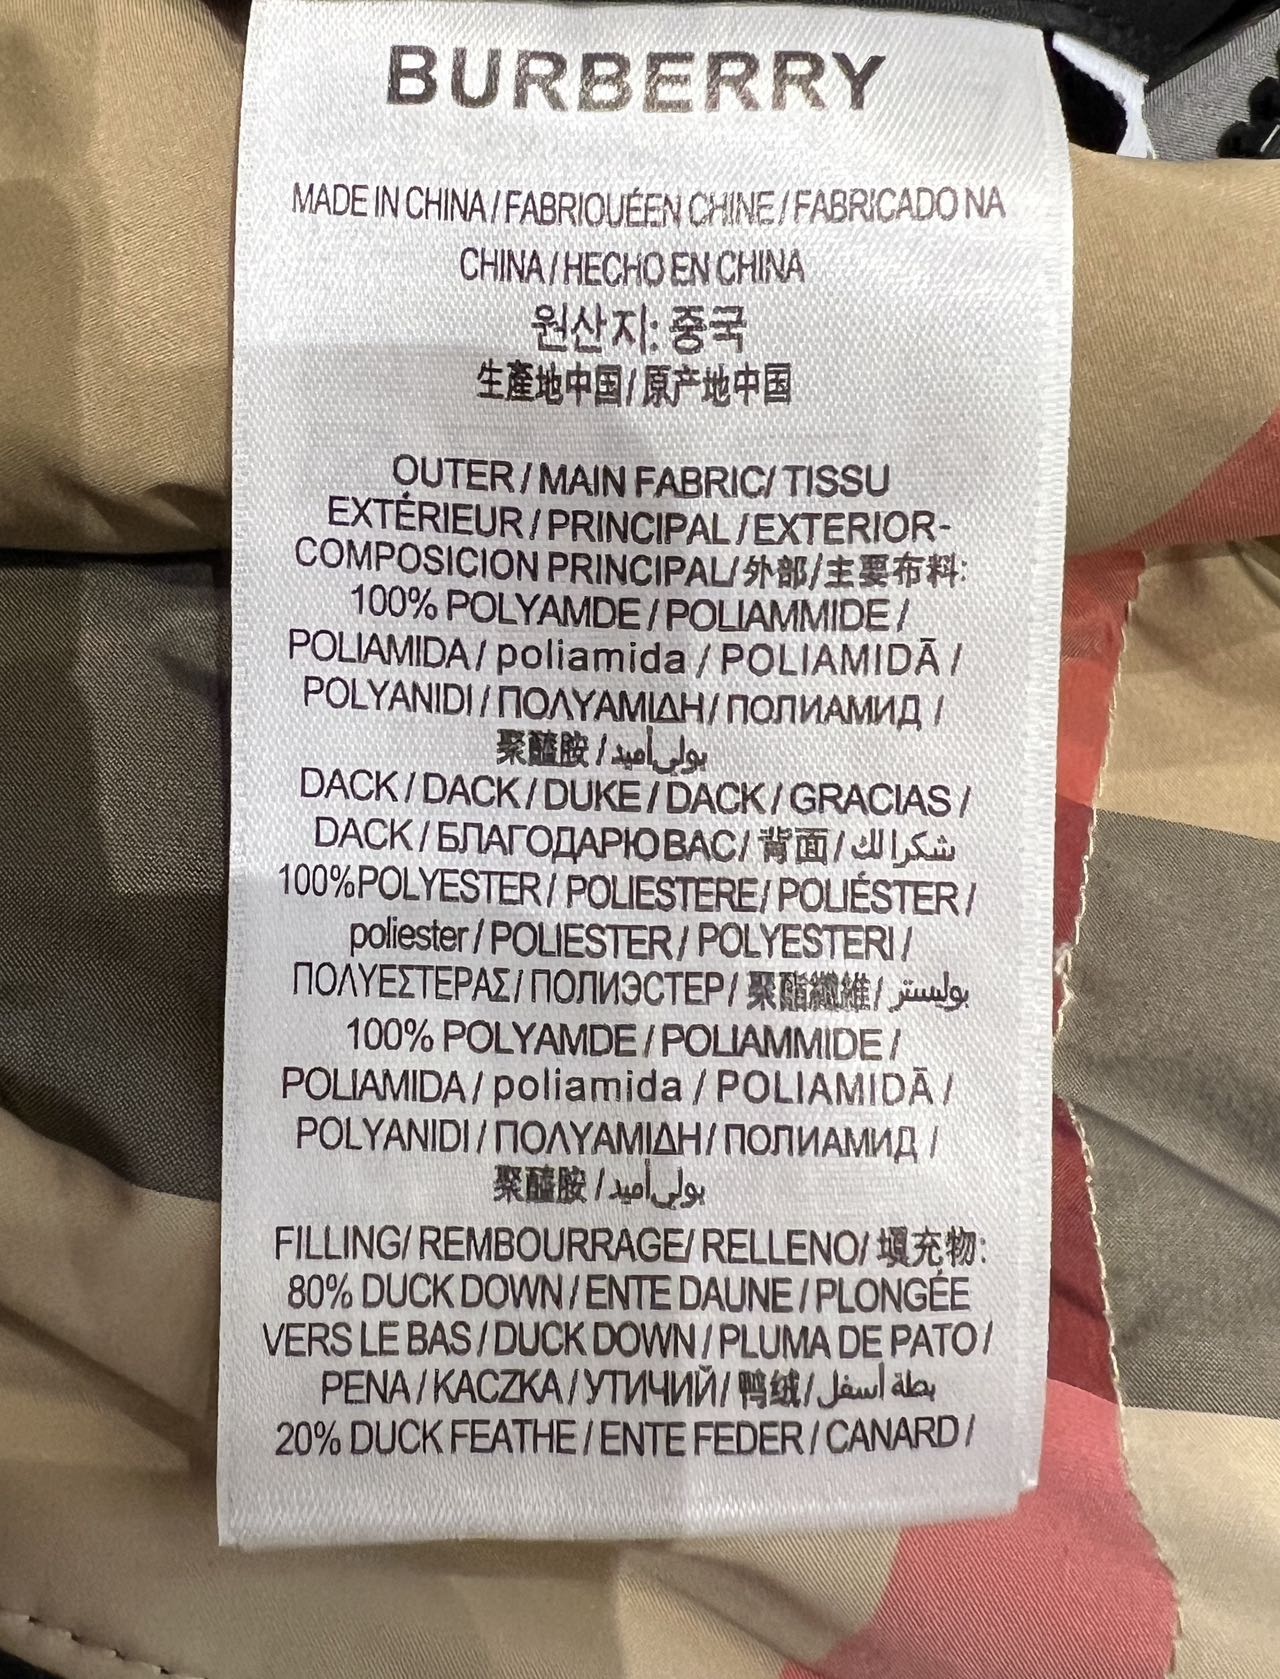 BURBERRY
MADE IN CHINA / FABRIQUÉEN CHINE / FABRICADO NA
CHINA / HECHO EN CHINA
원산지: 중국
生產地中国 / 原产地中国
OUTER / MAIN FABRIC/ TISSU
EXTÉRIEUR / PRINCIPAL / EXTERIOR-
COMPOSICION PRINCIPAL/ 外部/主要布料:
100% POLYAMDE / POLIAMMIDE /
POLIAMIDA / poliamida / POLIAMIDĀ /
POLYANIDI / ΠΟΛΥΑΜΙΔΗ / ПОЛИАМИД /
聚醯胺 / بولي أميد
DACK / DACK / DUKE / DACK / GRACIAS /
DACK / БЛАГОДАРЮ ВАС / 背面 / شكرا لك
100%POLYESTER / POLIESTERE / POLIÉSTER /
poliester / POLIESTER / POLYESTERI /
ΠΟΛΥΕΣΤΕΡΑΣ / ПОЛИЭСТЕР / 聚酯纖維 / بوليستر
100% POLYAMDE / POLIAMMIDE /
POLIAMIDA / poliamida / POLIAMIDĀ /
POLYANIDI / ΠΟΛΥΑΜΙΔΗ / ПОЛИАМИД /
聚醯胺 / بولي أميد
FILLING/ REMBOURRAGE/ RELLENO/ 填充物:
80% DUCK DOWN / ENTE DAUNE / PLONGÉE
VERS LE BAS / DUCK DOWN / PLUMA DE PATO /
PENA / KACZKA / УТИЧИЙ / 鸭绒 / بطة أسفل
20% DUCK FEATHE / ENTE FEDER / CANARD /